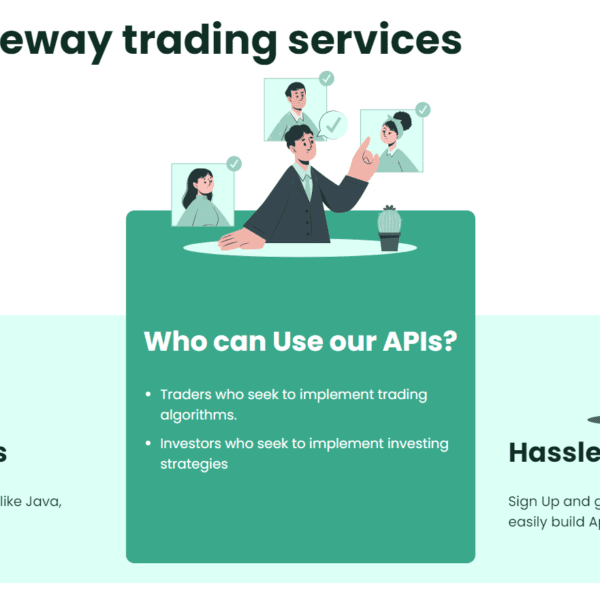 eway trading services
Who can Use our APIs?
Traders who seek to implement trading
algorithms.
Investors who seek to implement investing
strategies
s
like Java,
Hassle
Sign Up and g
easily build A